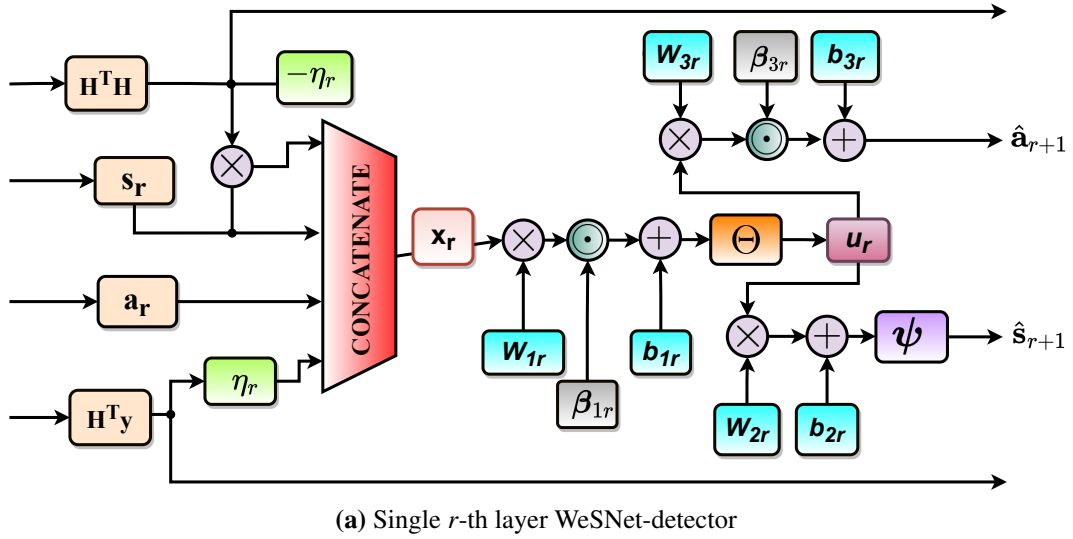 W3r
β3r
b3r
HᵀH
−ηr
×
×
·
+
â r+1
sr
CONCATENATE
xr
×
·
+
Θ
ur
ar
W1r
b1r
×
+
ψ
ŝ r+1
ηr
β1r
Hᵀy
W2r
b2r
(a) Single r-th layer WeSNet-detector